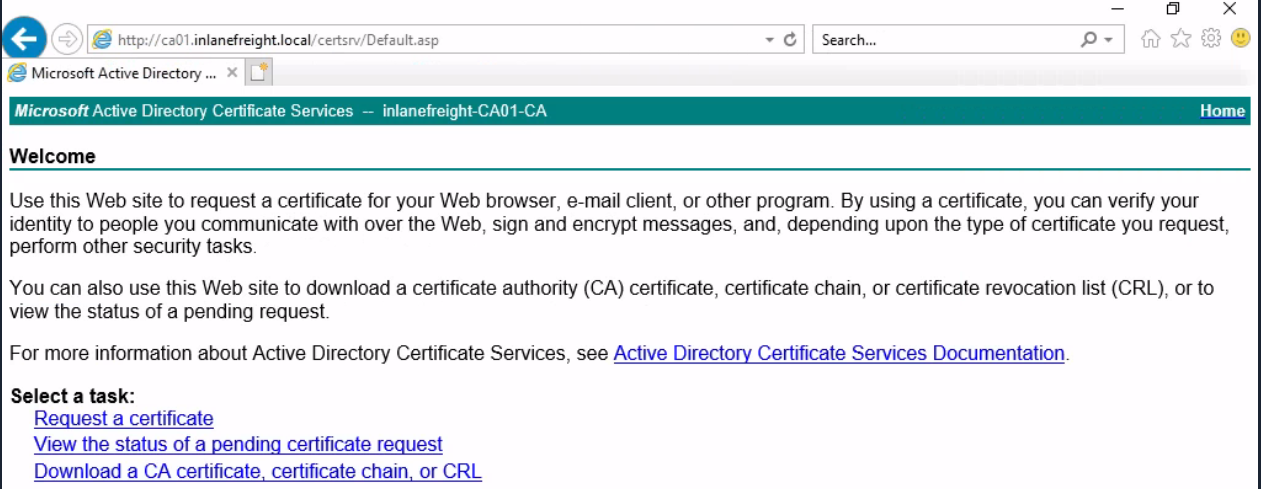 http://ca01.inlanefreight.local/certsrv/Default.asp
Search...
Microsoft Active Directory ...
Microsoft Active Directory Certificate Services -- inlanefreight-CA01-CA
Home
Welcome
Use this Web site to request a certificate for your Web browser, e-mail client, or other program. By using a certificate, you can verify your
identity to people you communicate with over the Web, sign and encrypt messages, and, depending upon the type of certificate you request,
perform other security tasks.
You can also use this Web site to download a certificate authority (CA) certificate, certificate chain, or certificate revocation list (CRL), or to
view the status of a pending request.
For more information about Active Directory Certificate Services, see Active Directory Certificate Services Documentation.
Select a task:
Request a certificate
View the status of a pending certificate request
Download a CA certificate, certificate chain, or CRL